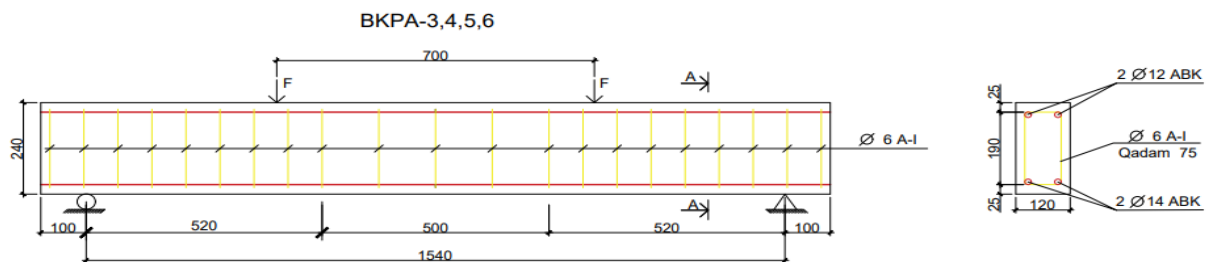 BKPA-3,4,5,6
700
F
F
A
A
240
Ø 6 A-I
100
520
500
520
100
1540
2 Ø12 ABK
25
190
25
Ø 6 A-I
Qadam 75
120
2 Ø14 ABK